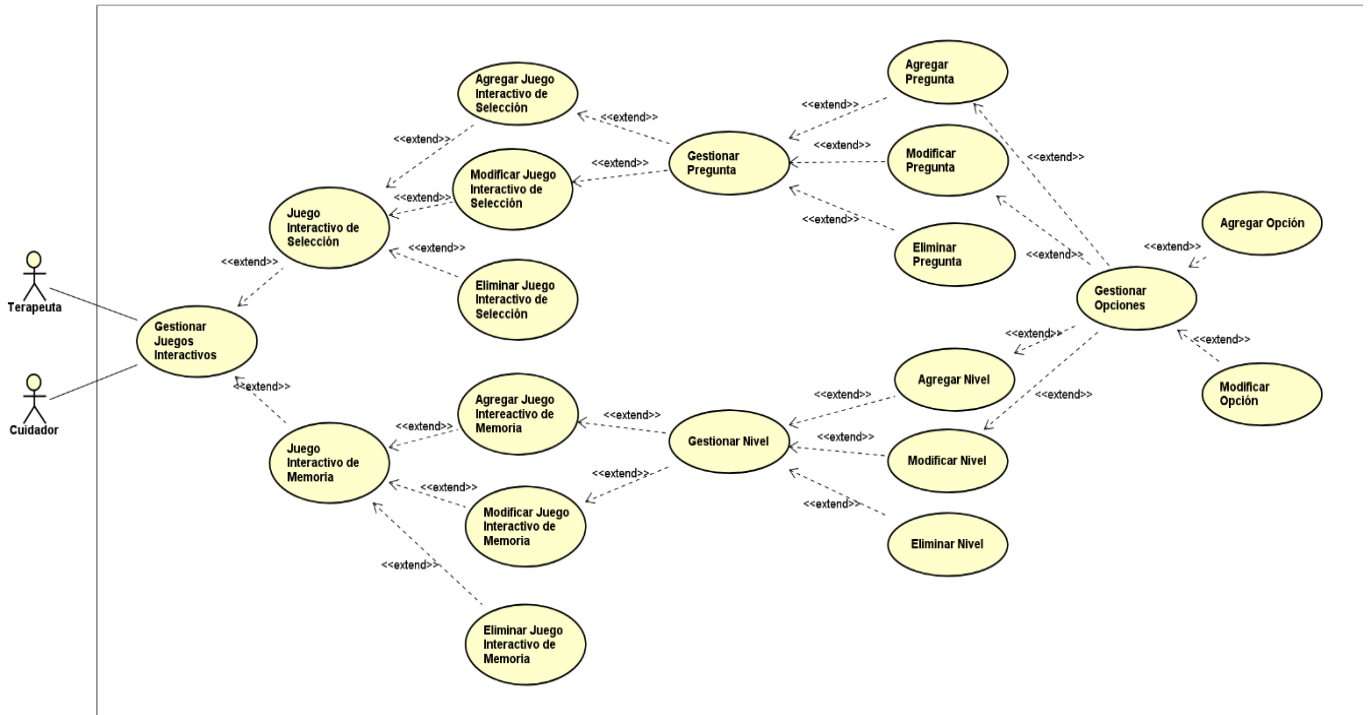 Agregar
Pregunta
Agregar Juego
Interactivo de
Selección
<<extend>>
<<extend>>
<<extend>>
Modificar
Pregunta
<<extend>>
<<extend>>
Gestionar
Pregunta
<<extend>>
Modificar Juego
Interactivo de
Selección
<<extend>>
Juego
Interactivo de
Selección
<<extend>>
Agregar Opción
<<extend>>
Eliminar
Pregunta
<<extend>>
<<extend>>
<<extend>>
<<extend>>
Eliminar Juego
Interactivo de
Selección
Gestionar
Opciones
Terapeuta
Gestionar
Juegos
Interactivos
<<extend>>
<<extend>>
Agregar Nivel
Modificar
Opción
<<extend>>
<<extend>>
Cuidador
Agregar Juego
Intereactivo de
Memoria
<<extend>>
<<extend>>
<<extend>>
Gestionar Nivel
<<extend>>
Juego
Interactivo de
Memoria
Modificar Nivel
<<extend>>
<<extend>>
<<extend>>
Modificar Juego
Interactivo de
Memoria
Eliminar Nivel
<<extend>>
Eliminar Juego
Interactivo de
Memoria